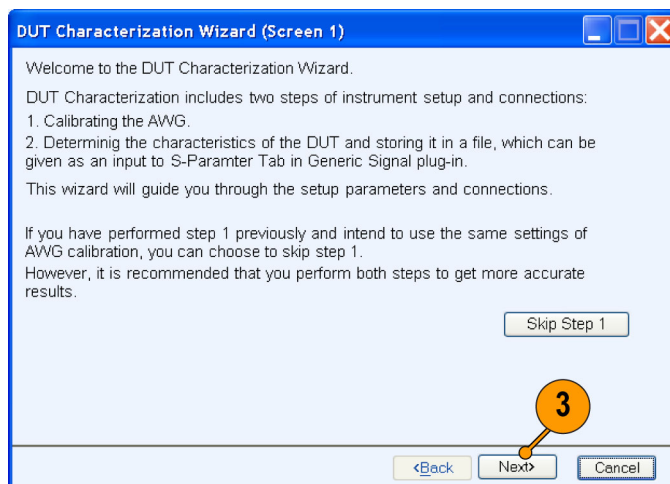 DUT Characterization Wizard (Screen 1)
Welcome to the DUT Characterization Wizard.
DUT Characterization includes two steps of instrument setup and connections:
1. Calibrating the AWG.
2. Determinig the characteristics of the DUT and storing it in a file, which can be
given as an input to S-Paramter Tab in Generic Signal plug-in.
This wizard will guide you through the setup parameters and connections.
If you have performed step 1 previously and intend to use the same settings of
AWG calibration, you can choose to skip step 1.
However, it is recommended that you perform both steps to get more accurate
results.
Skip Step 1
3
<Back Next> Cancel